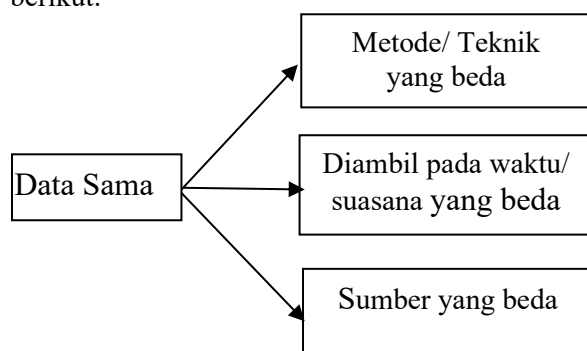 berikut.
Metode/ Teknik
yang beda
Data Sama
Diambil pada waktu/
suasana yang beda
Sumber yang beda